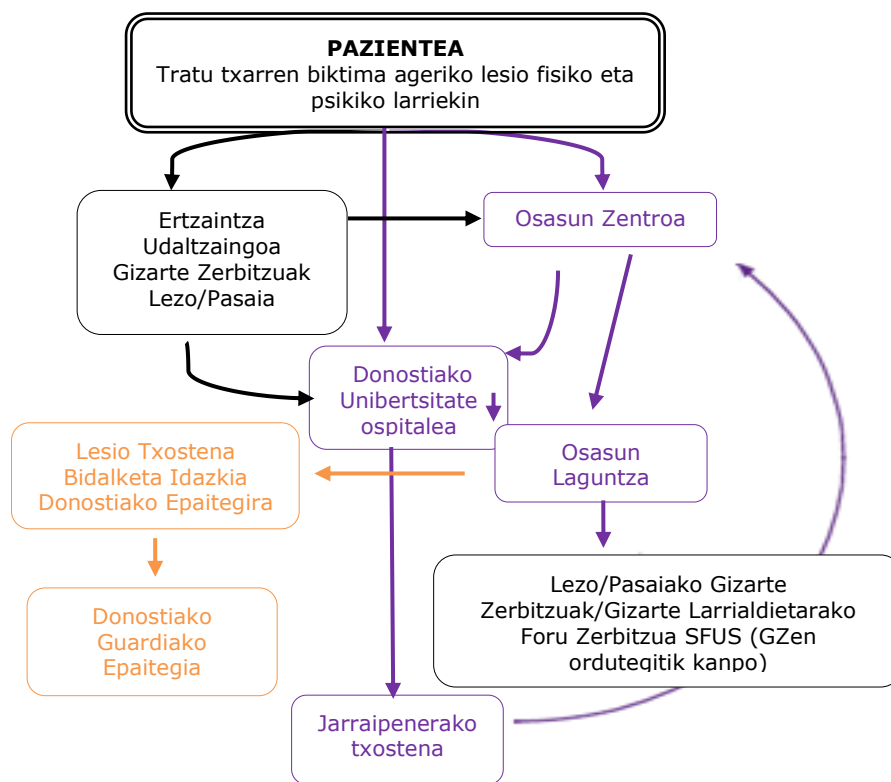 PAZIENTEA
Tratu txarren biktima ageriko lesio fisiko eta
psikiko larriekin
Ertzaintza
Udaltzaingoa
Gizarte Zerbitzuak
Lezo/Pasaia
Osasun Zentroa
Donostiako
Unibertsitate
ospitalea
Lesio Txostena
Bidalketa Idazkia
Donostiako Epaitegira
Osasun
Laguntza
Donostiako
Guardiako
Epaitegia
Lezo/Pasaiako Gizarte
Zerbitzuak/Gizarte Larrialdietarako
Foru Zerbitzua SFUS (GZen
ordutegitik kanpo)
Jarraipenerako
txostena